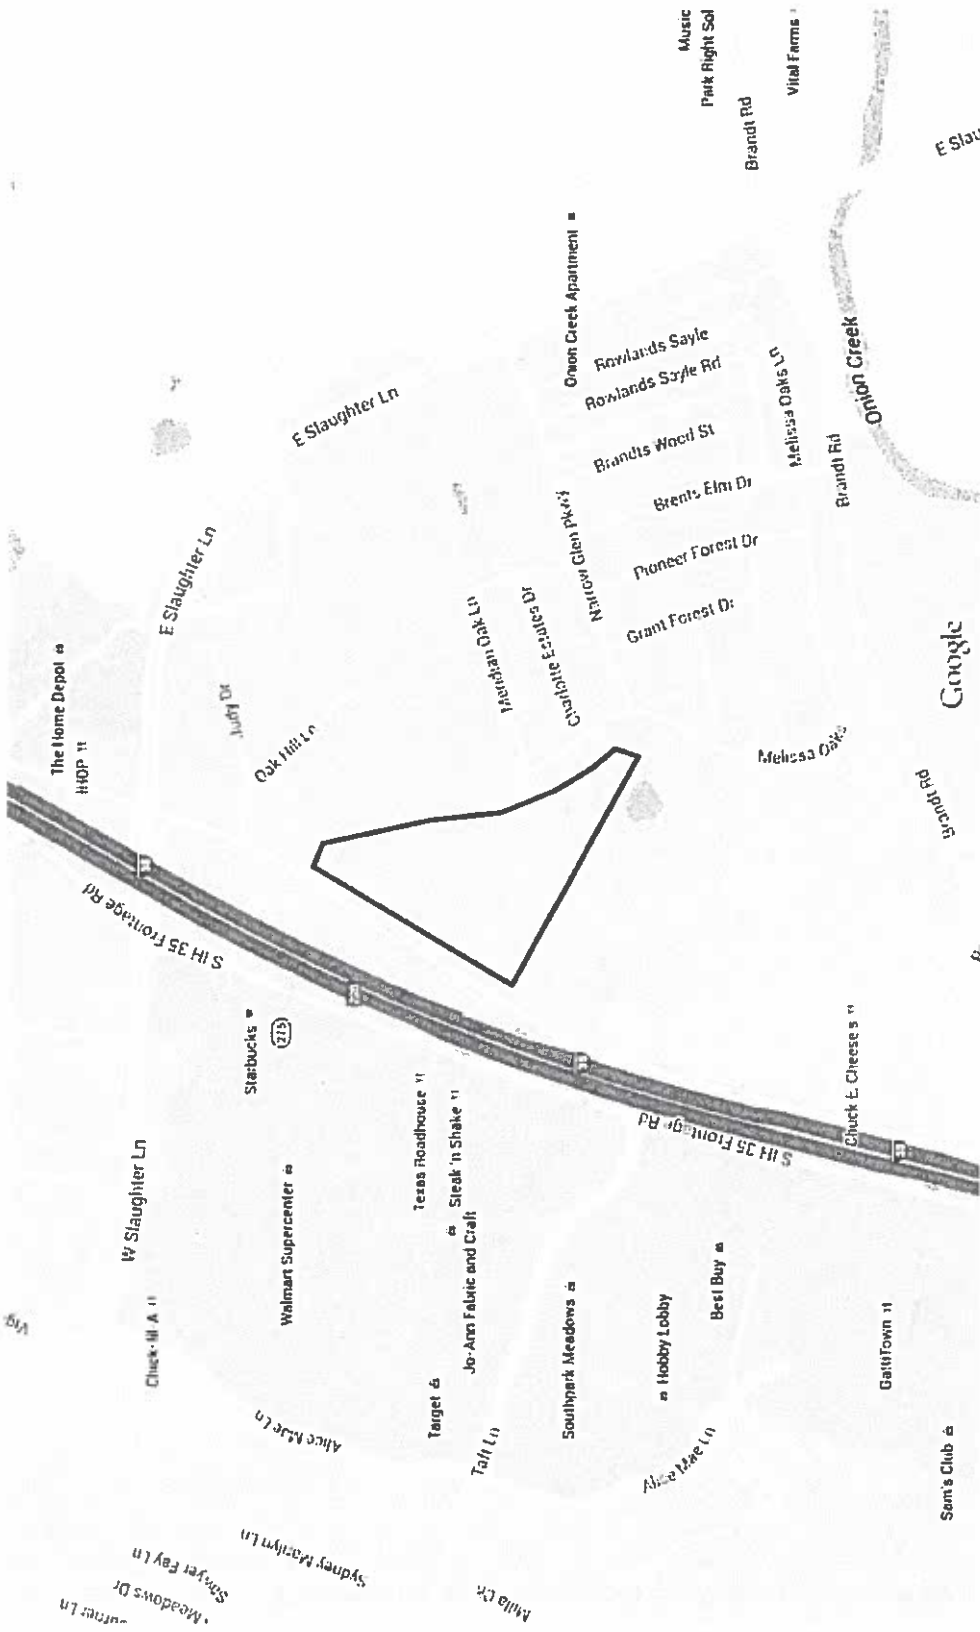 Meadows Dr
Sawyer Fay Ln
W Slaughter Ln
The Home Depot
IHOP
S IH 35 Frontage Rd
E Slaughter Ln
Sydney Marilyn Ln
Alice Mae Ln
Walmart Supercenter
Starbucks
275
Judy Dr
Oak Hill Ln
E Slaughter Ln
Target
Texas Roadhouse
Steak 'n Shake
Jo-Ann Fabric and Craft
Taft Ln
Meridian Oak Ln
Charlotte Estates Dr
Southpark Meadows
Narrow Glen Pkwy
Onion Creek Apartment
Rowlands Sayle
Rowlands Sayle Rd
Brandts Wood St
Brents Elm Dr
Pioneer Forest Dr
Grant Forest Dr
Hobby Lobby
Alice Mae Ln
Best Buy
S IH 35 Frontage Rd
Music
Park Right Sol
Brandt Rd
Vital Farms
Melissa Oaks Ln
Melissa Oaks
Brandt Rd
Chuck E. Cheese's
Onion Creek
GattiTown
Sam's Club
Brandt Rd
Google
E Slau